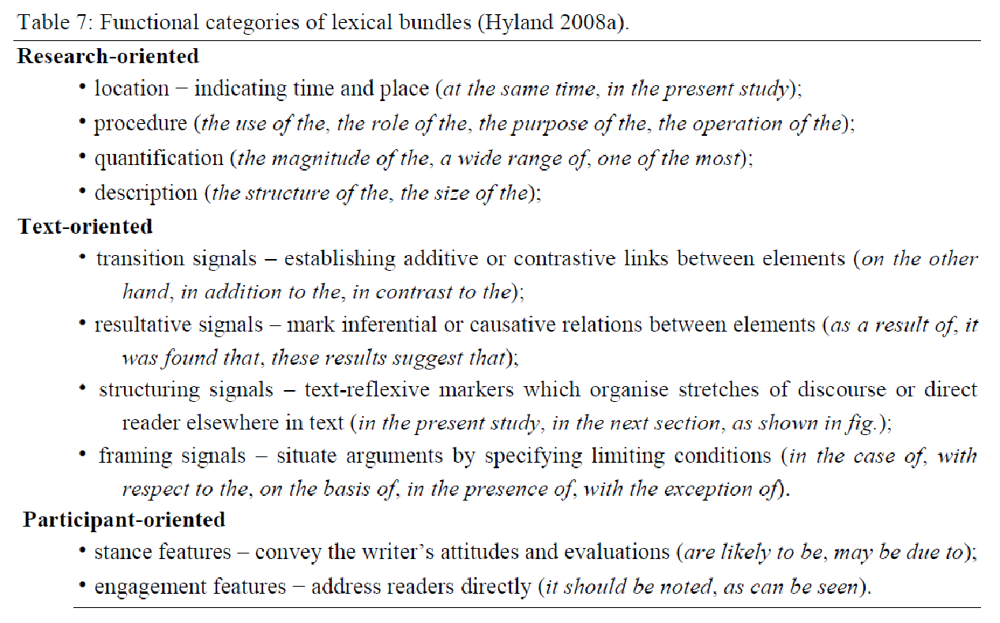 Table 7: Functional categories of lexical bundles (Hyland 2008a).
Research-oriented
• location – indicating time and place (at the same time, in the present study);
• procedure (the use of the, the role of the, the purpose of the, the operation of the);
• quantification (the magnitude of the, a wide range of, one of the most);
• description (the structure of the, the size of the);
Text-oriented
• transition signals – establishing additive or contrastive links between elements (on the other
hand, in addition to the, in contrast to the);
• resultative signals – mark inferential or causative relations between elements (as a result of, it
was found that, these results suggest that);
• structuring signals – text-reflexive markers which organise stretches of discourse or direct
reader elsewhere in text (in the present study, in the next section, as shown in fig.);
• framing signals – situate arguments by specifying limiting conditions (in the case of, with
respect to the, on the basis of, in the presence of, with the exception of).
Participant-oriented
• stance features – convey the writer’s attitudes and evaluations (are likely to be, may be due to);
• engagement features – address readers directly (it should be noted, as can be seen).